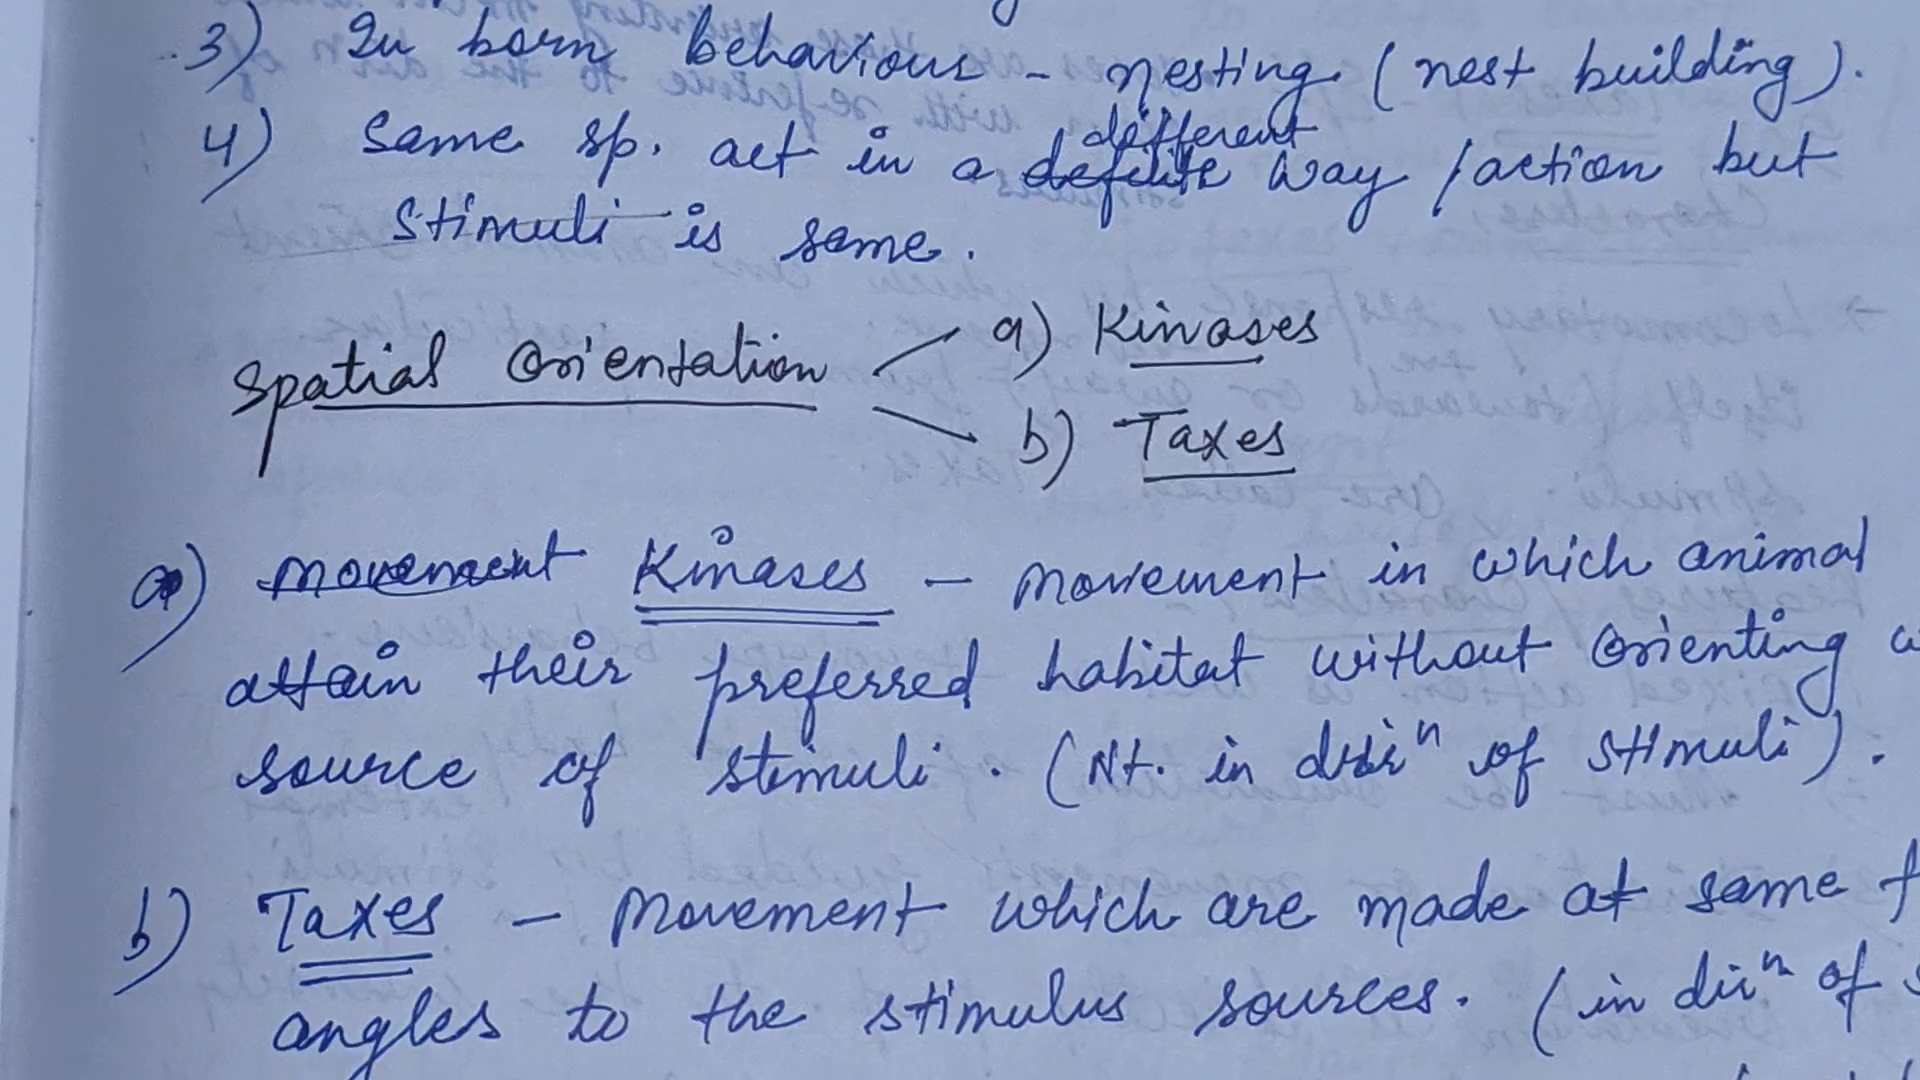 3) In born behaviour - nesting (nest building).
4) Same sp. act in a different way / action but
Stimuli is same.
Spatial Orientation
a) Kinases
b) Taxes
a) movement Kinases - Movement in which animal
attain their preferred habitat without Orienting
source of stimuli. (Nt. in dirⁿ of stimuli).
b) Taxes - Movement which are made at same
angles to the stimulus sources. (in dirⁿ of